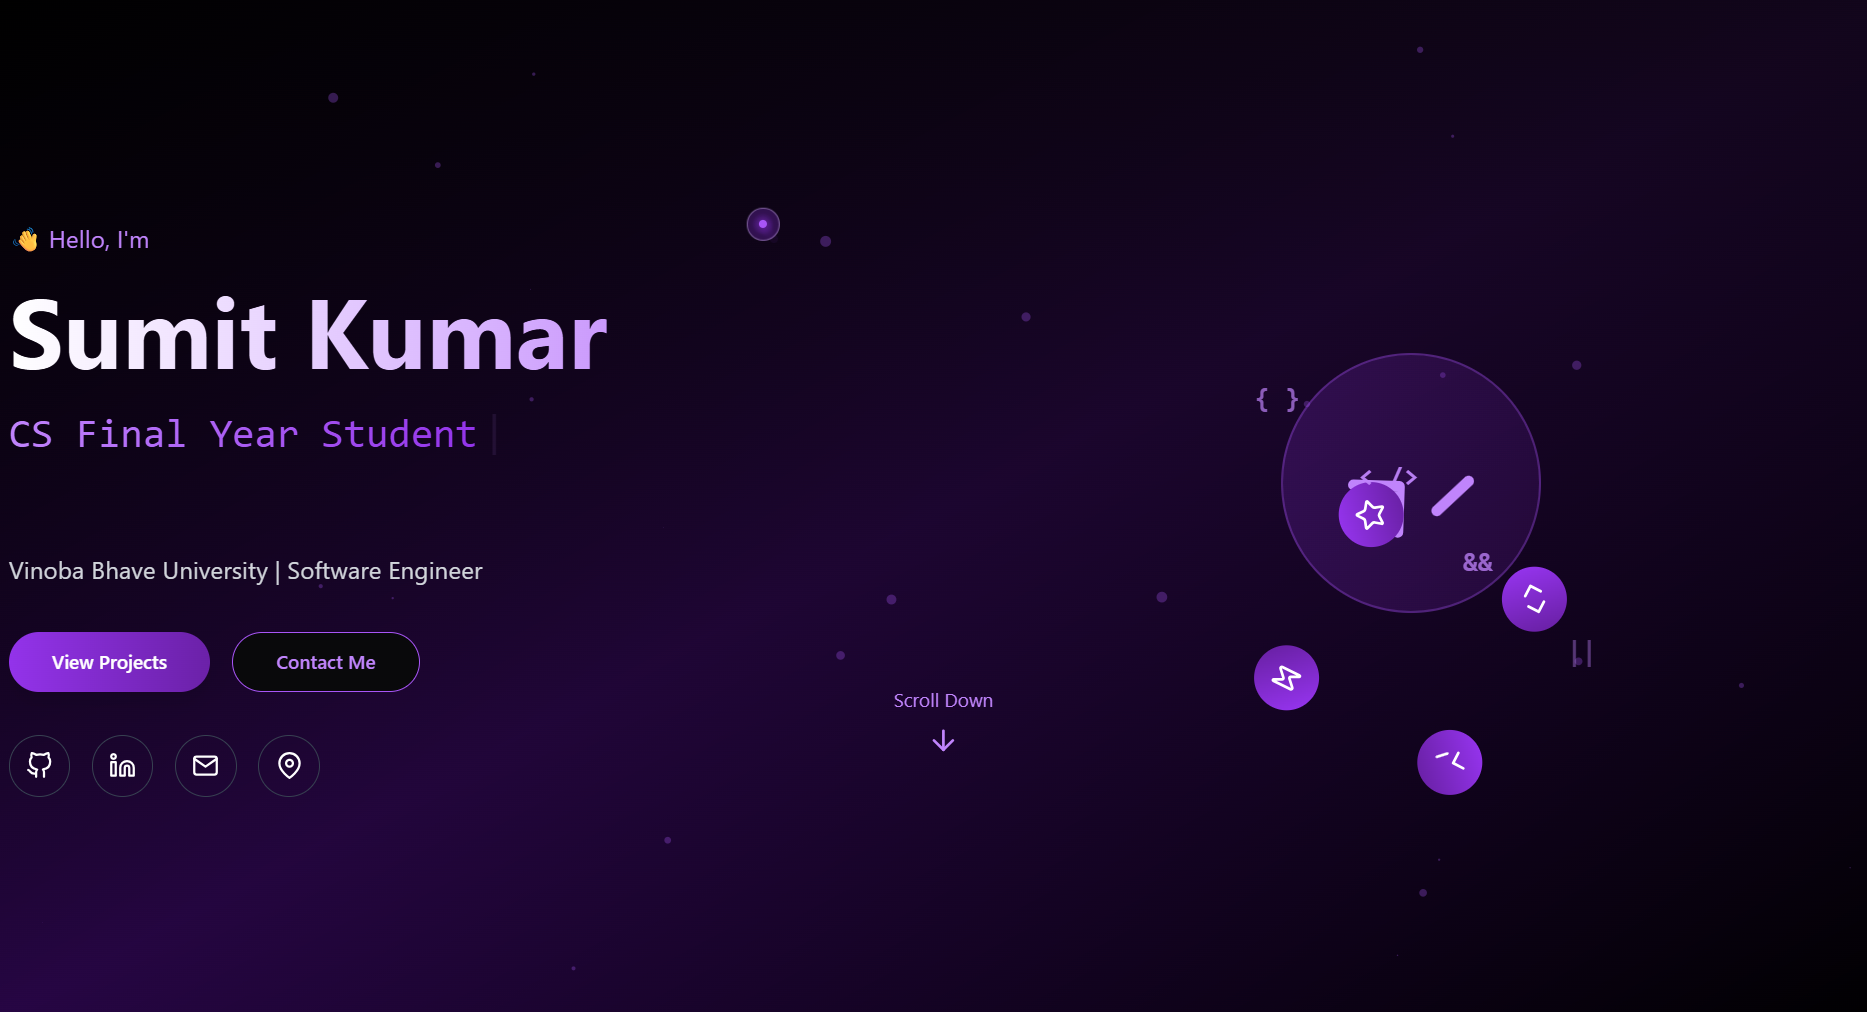 👋 Hello, I'm
Sumit Kumar
CS Final Year Student
Vinoba Bhave University | Software Engineer
View Projects
Contact Me
Scroll Down
{ }
</>
&&
||